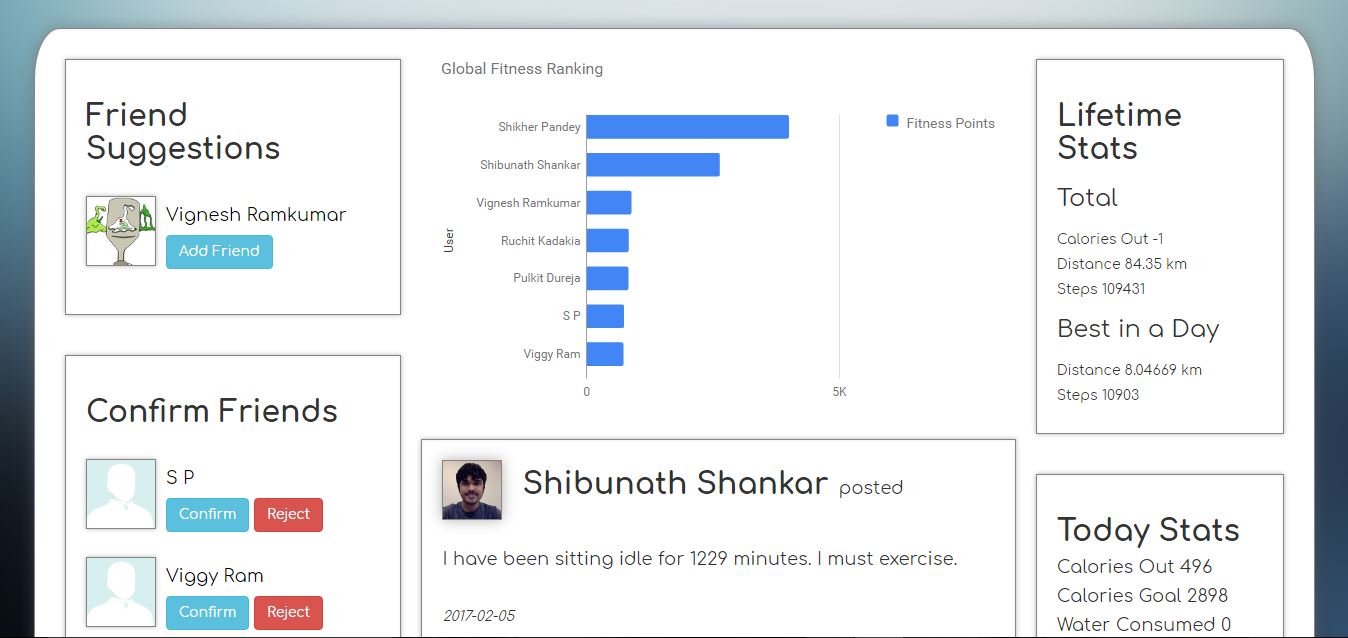 Friend
Suggestions
Vignesh Ramkumar
Add Friend
Confirm Friends
S P
Confirm Reject
Viggy Ram
Confirm Reject
Global Fitness Ranking
Fitness Points
User
Shikher Pandey
Shibunath Shankar
Vignesh Ramkumar
Ruchit Kadakia
Pulkit Dureja
S P
Viggy Ram
0 5K
Shibunath Shankar posted
I have been sitting idle for 1229 minutes. I must exercise.
2017-02-05
Lifetime
Stats
Total
Calories Out -1
Distance 84.35 km
Steps 109431
Best in a Day
Distance 8.04669 km
Steps 10903
Today Stats
Calories Out 496
Calories Goal 2898
Water Consumed 0